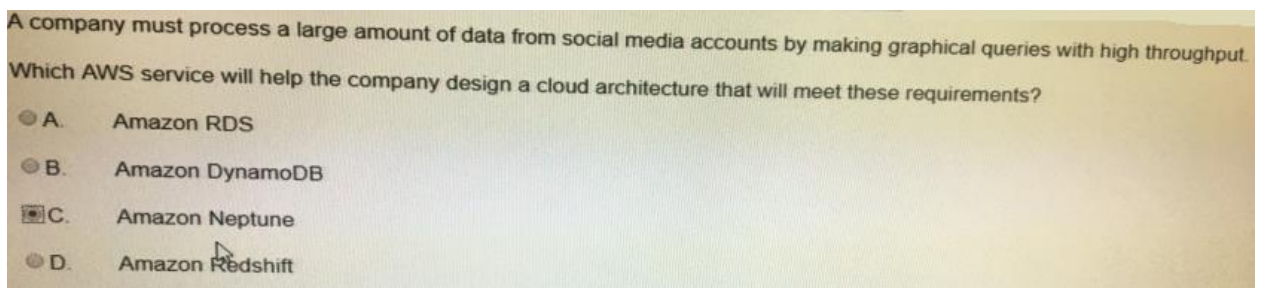 A company must process a large amount of data from social media accounts by making graphical queries with high throughput.
Which AWS service will help the company design a cloud architecture that will meet these requirements?
A. Amazon RDS
B. Amazon DynamoDB
C. Amazon Neptune
D. Amazon Redshift